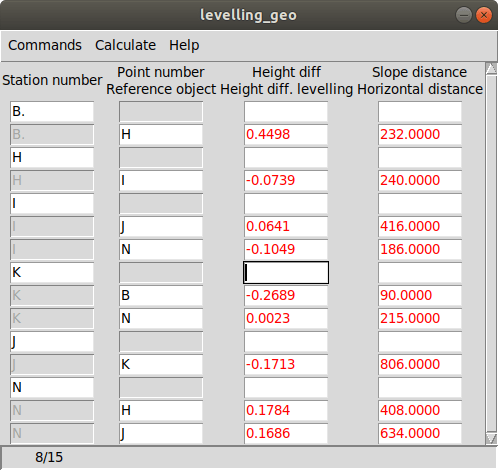 levelling_geo
Commands Calculate Help
Station number Point number Height diff Slope distance
Reference object Height diff. levelling Horizontal distance
B.
B. H 0.4498 232.0000
H
H I -0.0739 240.0000
I
I J 0.0641 416.0000
I N -0.1049 186.0000
K
K B -0.2689 90.0000
K N 0.0023 215.0000
J
J K -0.1713 806.0000
N
N H 0.1784 408.0000
N J 0.1686 634.0000
8/15